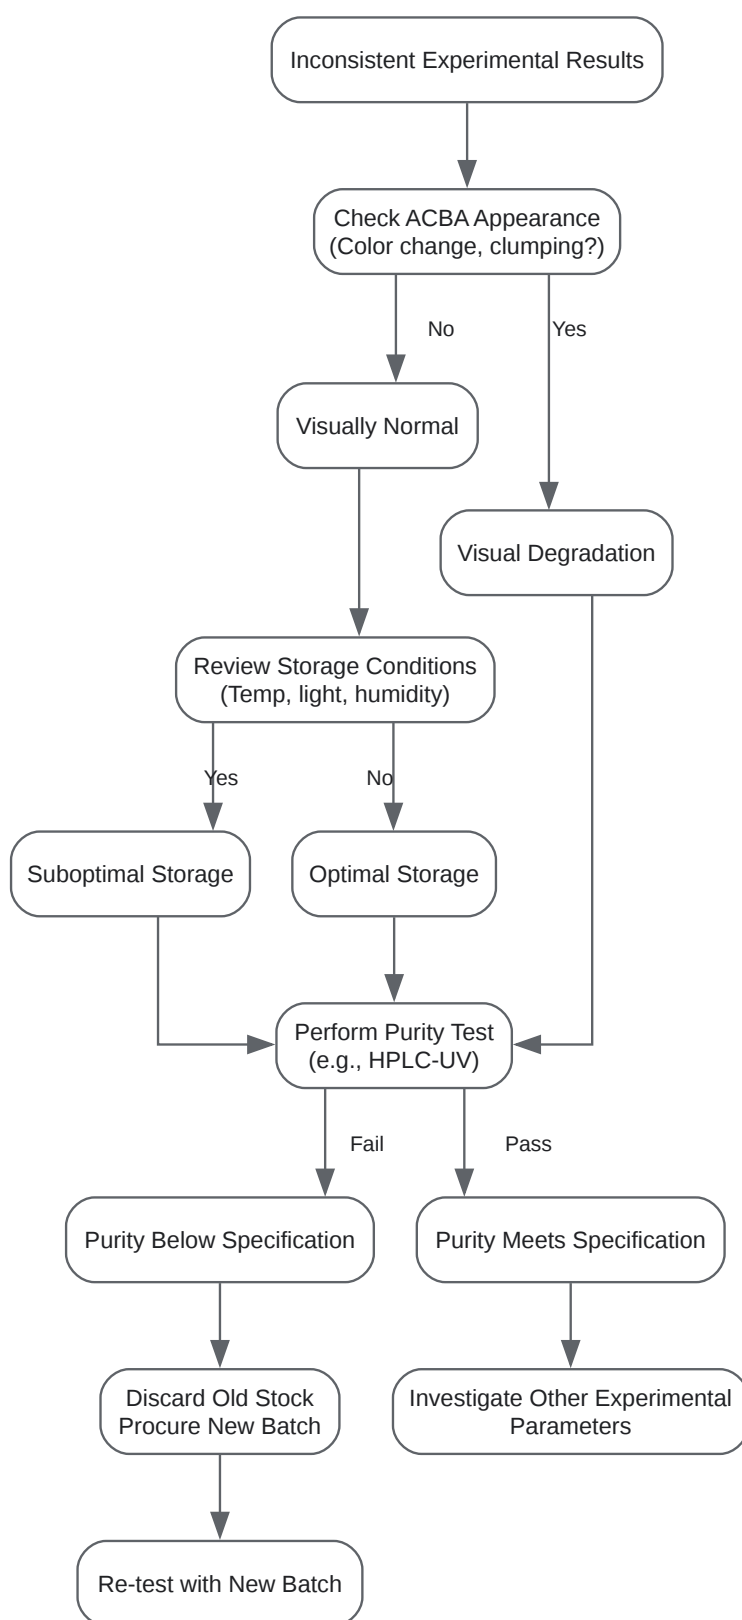 Inconsistent Experimental Results
Check ACBA Appearance
(Color change, clumping?)
No
Yes
Visually Normal
Visual Degradation
Review Storage Conditions
(Temp, light, humidity)
Yes
No
Suboptimal Storage
Optimal Storage
Perform Purity Test
(e.g., HPLC-UV)
Fail
Pass
Purity Below Specification
Purity Meets Specification
Discard Old Stock
Procure New Batch
Investigate Other Experimental
Parameters
Re-test with New Batch